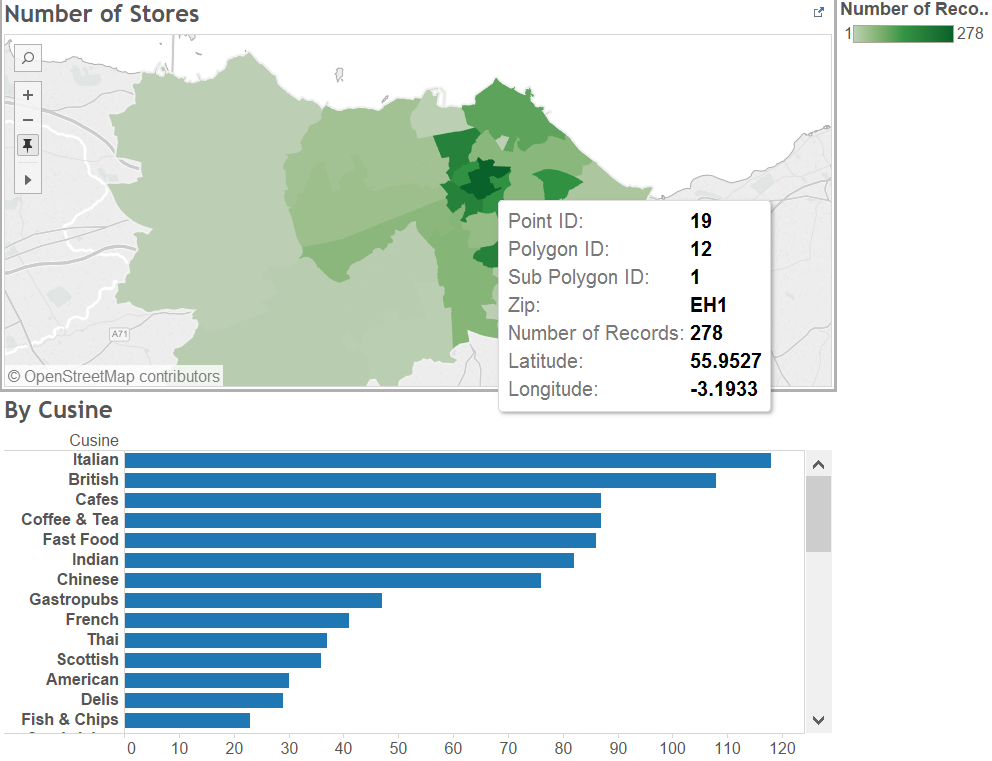 Number of Stores
Number of Reco..
1 278
+
−
A71
© OpenStreetMap contributors
Point ID: 19
Polygon ID: 12
Sub Polygon ID: 1
Zip: EH1
Number of Records: 278
Latitude: 55.9527
Longitude: -3.1933
By Cusine
Cusine
Italian
British
Cafes
Coffee & Tea
Fast Food
Indian
Chinese
Gastropubs
French
Thai
Scottish
American
Delis
Fish & Chips
0 10 20 30 40 50 60 70 80 90 100 110 120